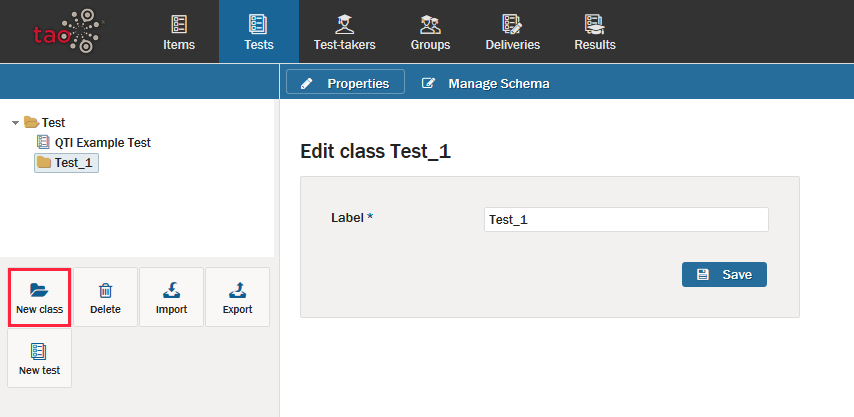 tao
Items
Tests
Test-takers
Groups
Deliveries
Results
Properties
Manage Schema
Test
QTI Example Test
Test_1
Edit class Test_1
Label *
Test_1
Save
New class
Delete
Import
Export
New test